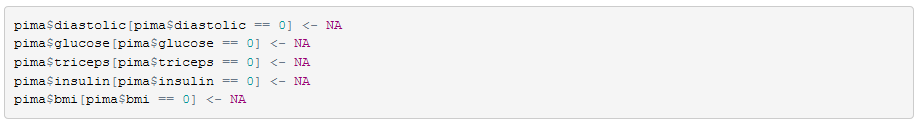 pima$diastolic[pima$diastolic == 0] <- NA
pima$glucose[pima$glucose == 0] <- NA
pima$triceps[pima$triceps == 0] <- NA
pima$insulin[pima$insulin == 0] <- NA
pima$bmi[pima$bmi == 0] <- NA